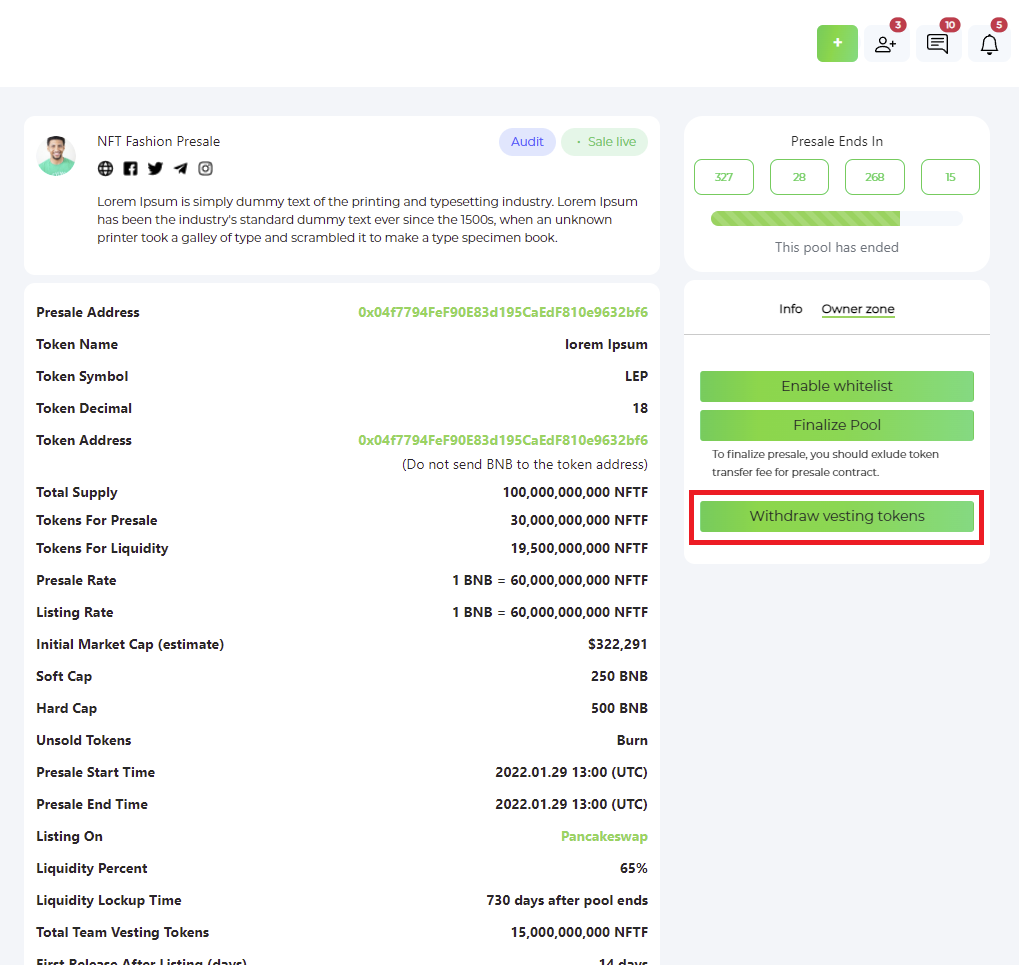 +
3
10
5
NFT Fashion Presale
Audit
· Sale live
Lorem Ipsum is simply dummy text of the printing and typesetting industry. Lorem Ipsum
has been the industry's standard dummy text ever since the 1500s, when an unknown
printer took a galley of type and scrambled it to make a type specimen book.
Presale Ends In
327 28 268 15
This pool has ended
Info Owner zone
Enable whitelist
Finalize Pool
To finalize presale, you should exlude token
transfer fee for presale contract.
Withdraw vesting tokens
Presale Address 0x04f7794FeF90E83d195CaEdF810e9632bf6
Token Name lorem Ipsum
Token Symbol LEP
Token Decimal 18
Token Address 0x04f7794FeF90E83d195CaEdF810e9632bf6
(Do not send BNB to the token address)
Total Supply 100,000,000,000 NFTF
Tokens For Presale 30,000,000,000 NFTF
Tokens For Liquidity 19,500,000,000 NFTF
Presale Rate 1 BNB = 60,000,000,000 NFTF
Listing Rate 1 BNB = 60,000,000,000 NFTF
Initial Market Cap (estimate) $322,291
Soft Cap 250 BNB
Hard Cap 500 BNB
Unsold Tokens Burn
Presale Start Time 2022.01.29 13:00 (UTC)
Presale End Time 2022.01.29 13:00 (UTC)
Listing On Pancakeswap
Liquidity Percent 65%
Liquidity Lockup Time 730 days after pool ends
Total Team Vesting Tokens 15,000,000,000 NFTF
First Release After Listing (days) 14 days